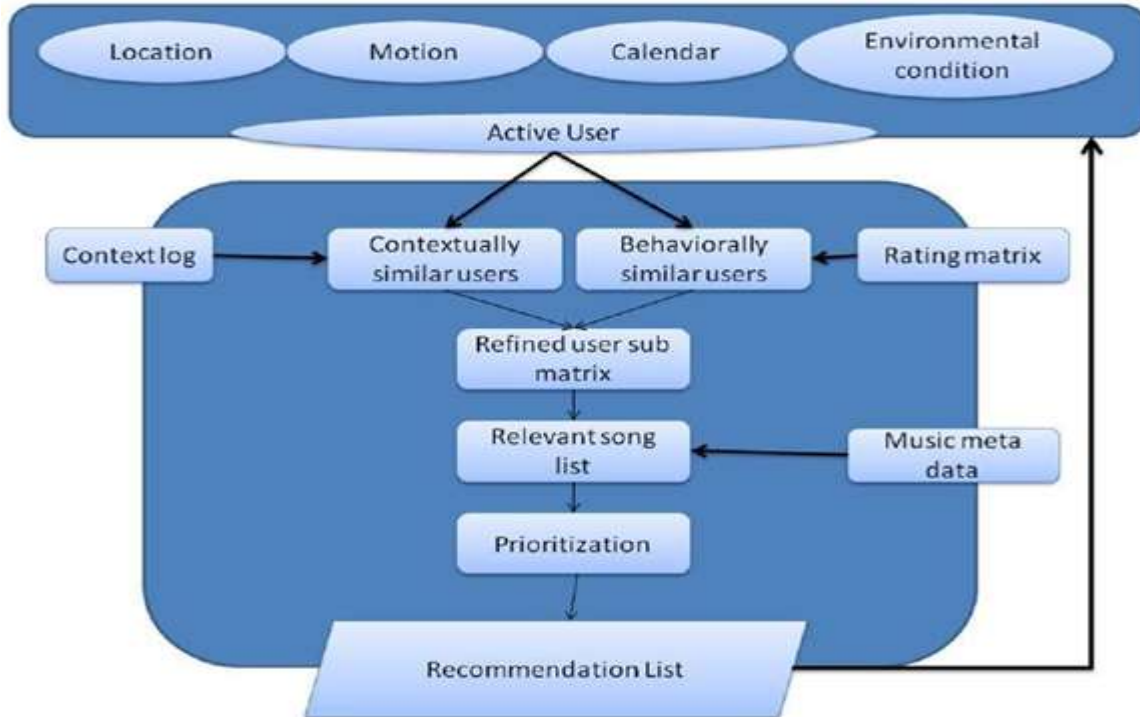 Location
Motion
Calendar
Environmental
condition
Active User
Context log
Contextually
similar users
Behaviorally
similar users
Rating matrix
Refined user sub
matrix
Relevant song
list
Music meta
data
Prioritization
Recommendation List